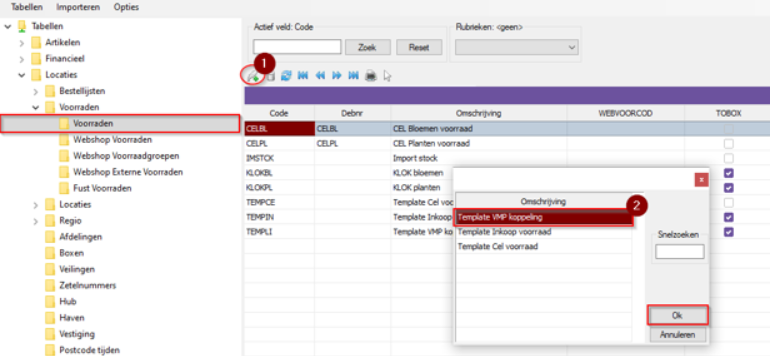 Tabellen Importeren Opties
Tabellen
Artikelen
Financieel
Locaties
Bestellijsten
Voorraden
Voorraden
Webshop Voorraden
Webshop Voorraadgroepen
Webshop Externe Voorraden
Fust Voorraden
Locaties
Regio
Afdelingen
Boxen
Veilingen
Zetelnummers
Hub
Haven
Vestiging
Postcode tijden
Actief veld: Code
Zoek Reset
Rubrieken: <geen>
1
Code Debnr Omschrijving WEBVOORCOD TOBOX
CELBL CELBL CEL Bloemen voorraad
CELPL CELPL CEL Planten voorraad
IMSTCK Import stock
KLOKBL KLOK bloemen
KLOKPL KLOK planten
TEMPCE Template Cel voo
TEMPIN Template Inkoop
TEMPLI Template VMP ko
x
Omschrijving
2
Template VMP koppeling
Template Inkoop voorraad
Template Cel voorraad
Snelzoeken
Ok
Annuleren